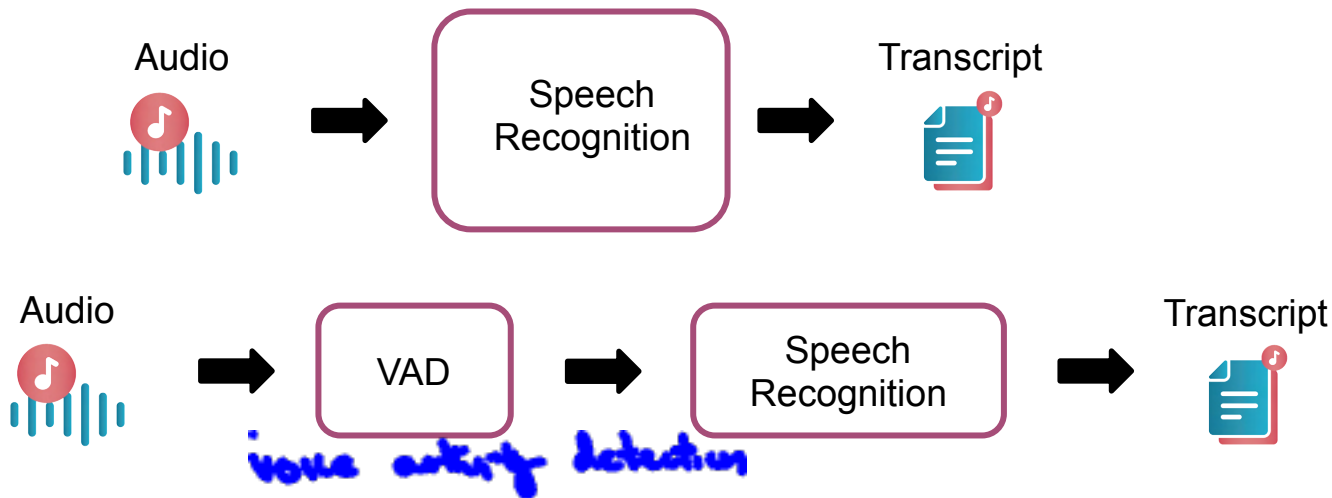 Audio
Speech
Recognition
Transcript
Audio
VAD
Speech
Recognition
Transcript
voice activity detection